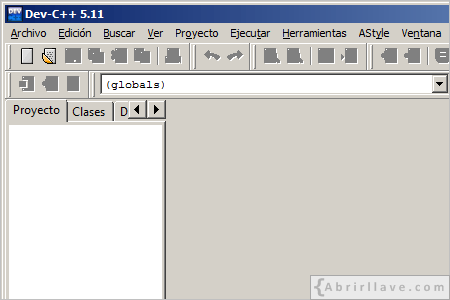 Dev-C++ 5.11
Archivo Edición Buscar Ver Proyecto Ejecutar Herramientas AStyle Ventana
(globals)
Proyecto Clases D
{Abrirllave.com